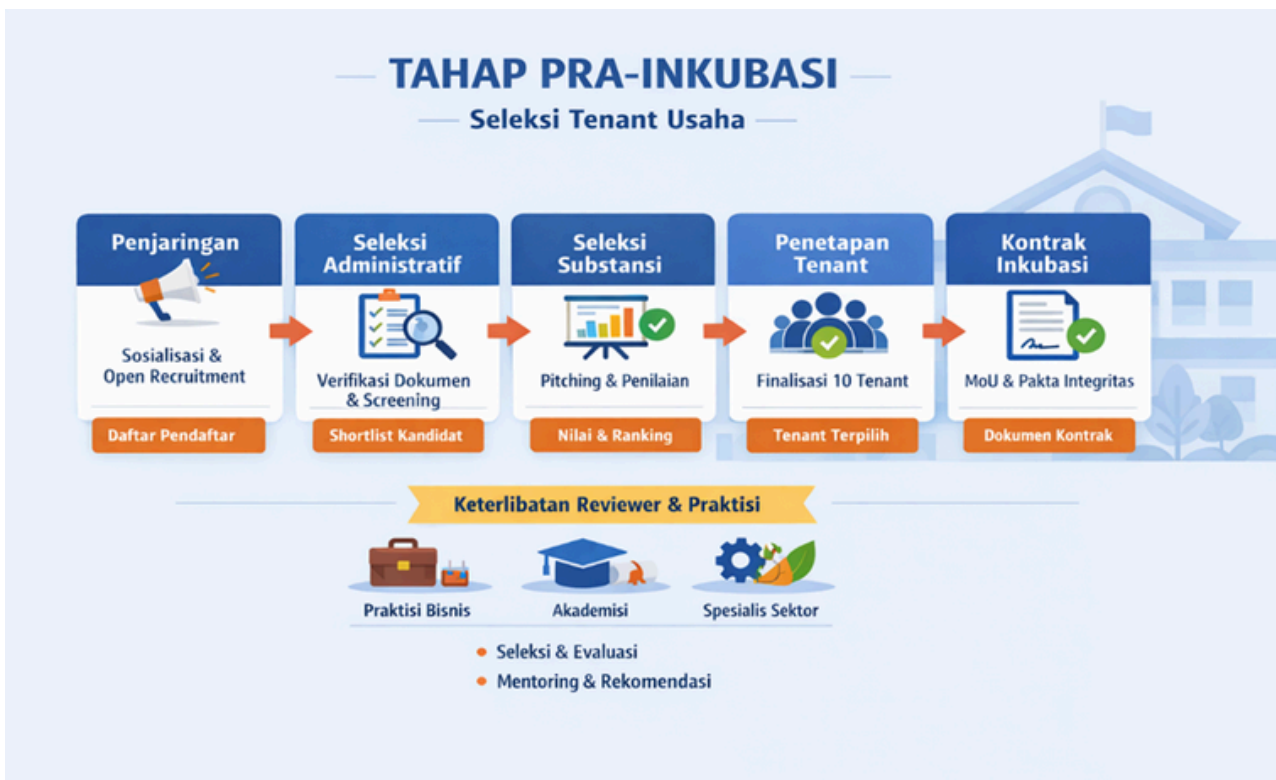 TAHAP PRA-INKUBASI
Seleksi Tenant Usaha
Penjaringan
Sosialisasi &
Open Recruitment
Daftar Pendaftar
Seleksi
Administratif
Verifikasi Dokumen
& Screening
Shortlist Kandidat
Seleksi
Substansi
Pitching & Penilaian
Nilai & Ranking
Penetapan
Tenant
Finalisasi 10 Tenant
Tenant Terpilih
Kontrak
Inkubasi
MoU & Pakta Integritas
Dokumen Kontrak
Keterlibatan Reviewer & Praktisi
Praktisi Bisnis
Akademisi
Spesialis Sektor
• Seleksi & Evaluasi
• Mentoring & Rekomendasi